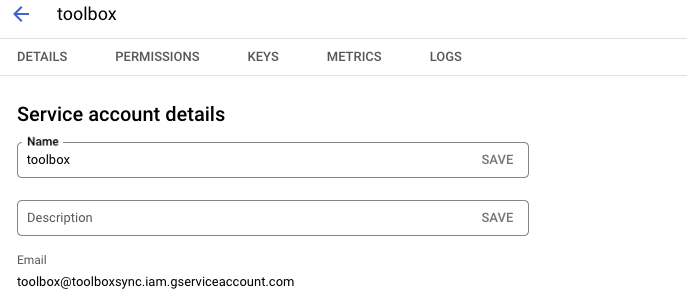 toolbox
DETAILS PERMISSIONS KEYS METRICS LOGS
Service account details
Name
toolbox SAVE
Description SAVE
Email
toolbox@toolboxsync.iam.gserviceaccount.com